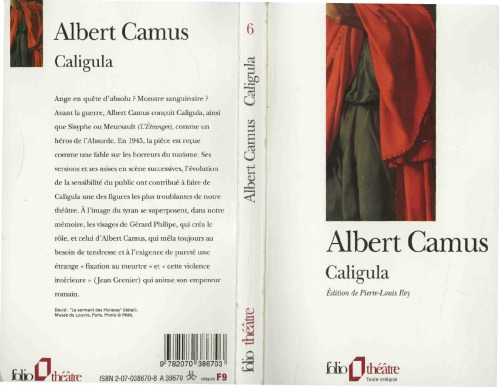 Albert Camus
Caligula
Ange en quête d'absolu ? Monstre sanguinaire ?
Avant la guerre, Albert Camus conçoit Caligula, ainsi
que Sisyphe ou Meursault (L'Étranger), comme un
héros de l'Absurde. En 1945, la pièce est reçue
comme une fable sur les horreurs du nazisme. Ses
versions et ses mises en scène successives, l'évolution
de la sensibilité du public ont contribué à faire de
Caligula une des figures les plus troublantes de notre
théâtre. À l'image du tyran se superposent, dans notre
mémoire, les visages de Gérard Philipe, qui créa le
rôle, et celui d'Albert Camus, qui mêla toujours au
besoin de tendresse et à l'exigence de pureté une
étrange « fixation au meurtre » et « cette violence
intérieure » (Jean Grenier) qui anime son empereur
romain.
David : "Le serment des Horaces" (détail).
Musée du Louvre, Paris. Photo © RMN.
9 782070 386703
folio théâtre
ISBN 2-07-038670-8 A 38670 catégorie F9
6
Albert Camus Caligula
folio théâtre
Albert Camus
Caligula
Édition de Pierre-Louis Rey
folio théâtre
Texte intégral